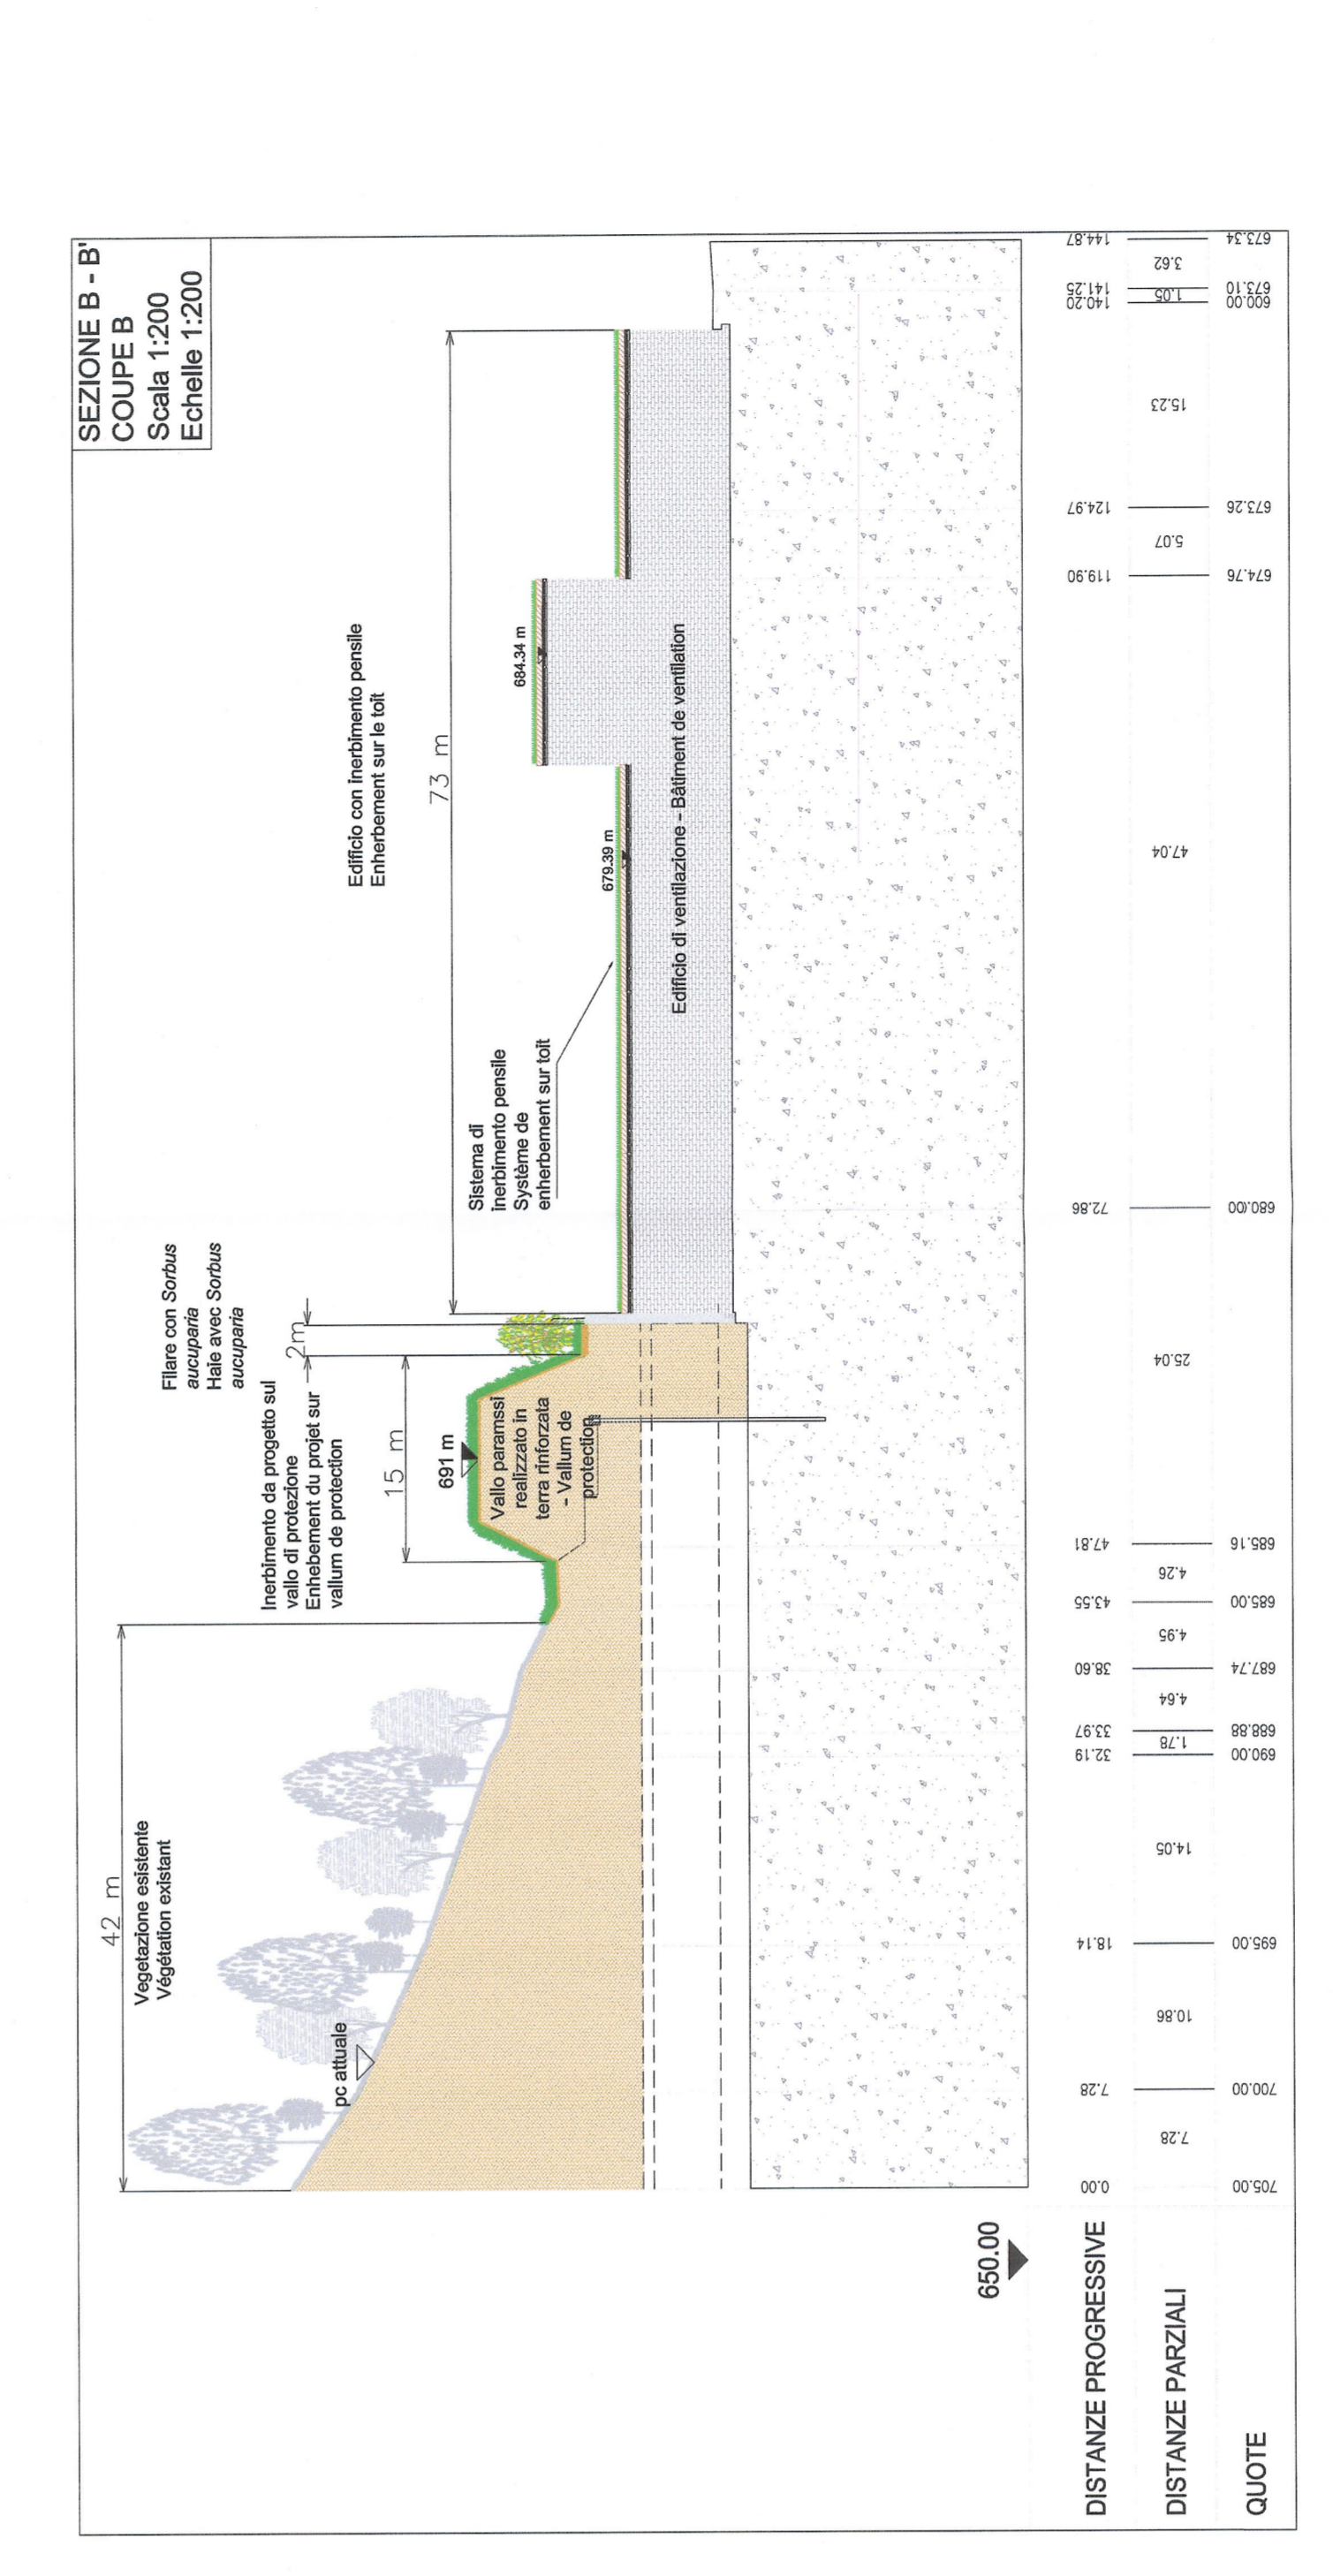 SEZIONE B - B'
COUPE B
Scala 1:200
Echelle 1:200
42 m
Vegetazione esistente
Végétation existant
pc attuale
Filare con Sorbus
aucuparia
Haie avec Sorbus
aucuparia
2m
Inerbimento da progetto sul
vallo di protezione
Enhebement du projet sur
vallum de protection
15 m
691 m
Vallo paramssi
realizzato in
terra rinforzata
- Vallum de
protection
Edificio con inerbimento pensile
Enherbement sur le toit
73 m
Sistema di
inerbimento pensile
Système de
enherbement sur toit
679.39 m
684.34 m
Edificio di ventilazione - Bâtiment de ventilation
650.00
DISTANZE PROGRESSIVE
0.00 7.28 18.14 32.19 33.97 38.60 43.55 47.81 72.86 119.90 124.97 140.20 141.25 144.87
DISTANZE PARZIALI
7.28 10.86 14.05 1.78 4.64 4.95 4.26 25.04 47.04 5.07 15.23 1.05 3.62
QUOTE
705.00 700.00 695.00 690.00 688.88 687.74 685.00 685.16 680.00 674.76 673.26 600.00 673.10 673.34